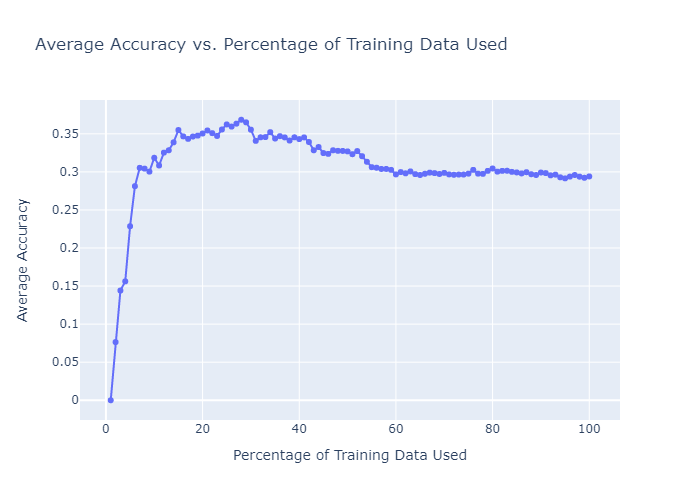 Average Accuracy vs. Percentage of Training Data Used
Average Accuracy
0.35
0.3
0.25
0.2
0.15
0.1
0.05
0
0 20 40 60 80 100
Percentage of Training Data Used